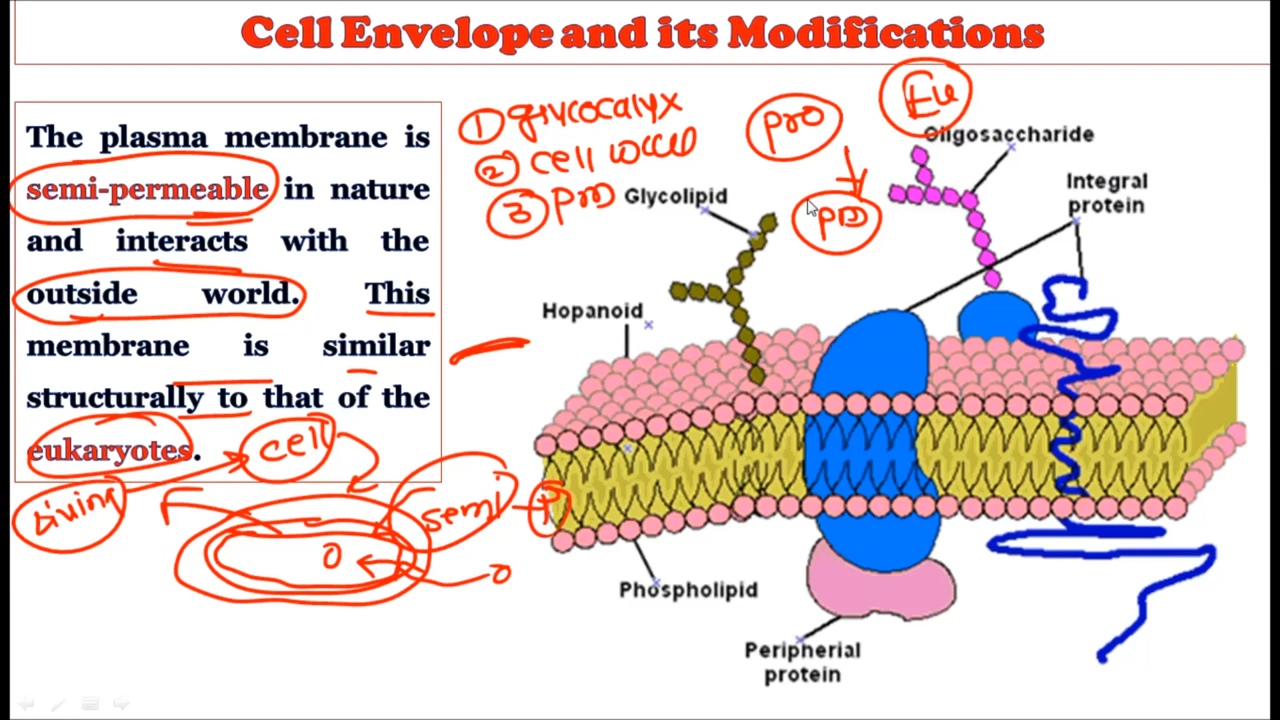 Cell Envelope and its Modifications
The plasma membrane is
semi-permeable in nature
and interacts with the
outside world. This
membrane is similar
structurally to that of the
eukaryotes.
① glycocalyx
② cell wall
③ pro
pro
pro
Eu
Oligosaccharide
Integral
protein
Glycolipid
Hopanoid
Phospholipid
Peripherial
protein
cell
living
semi - P